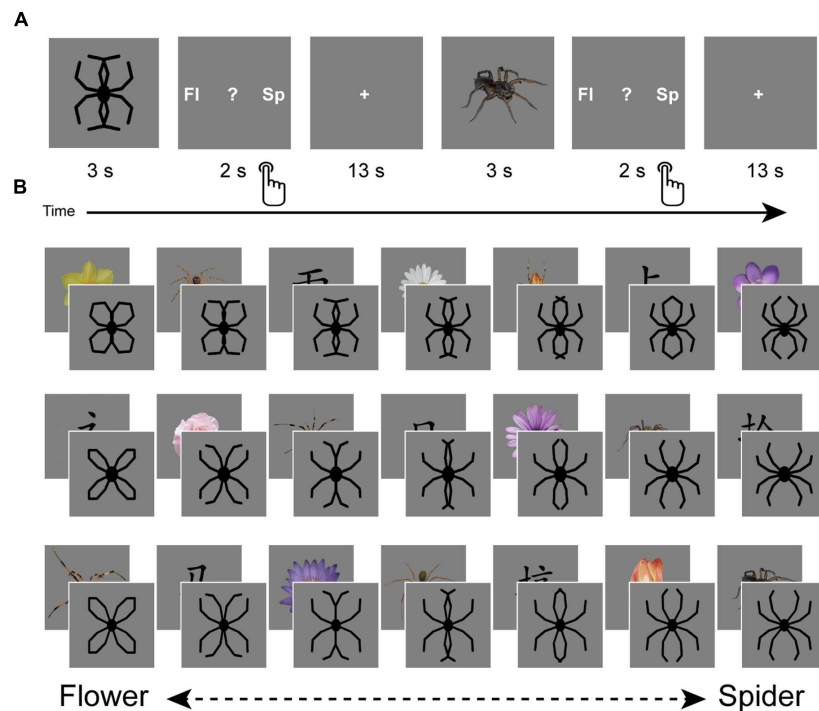 A
Fl ? Sp + Fl ? Sp +
3 s 2 s 13 s 3 s 2 s 13 s
B
Time
Flower Spider